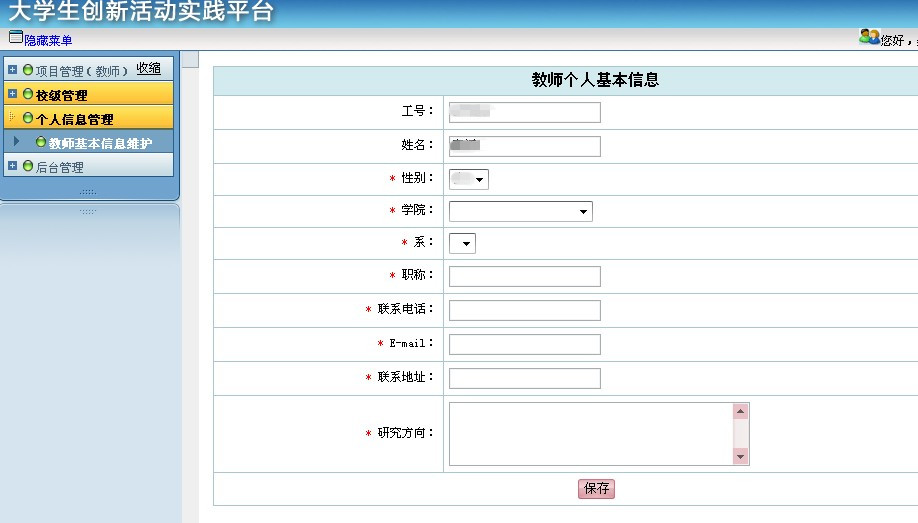 大学生创新活动实践平台
隐藏菜单
您好，
项目管理（教师） 收缩
校级管理
个人信息管理
教师基本信息维护
后台管理
教师个人基本信息
工号：
姓名：
* 性别：
* 学院：
* 系：
* 职称：
* 联系电话：
* E-mail：
* 联系地址：
* 研究方向：
保存